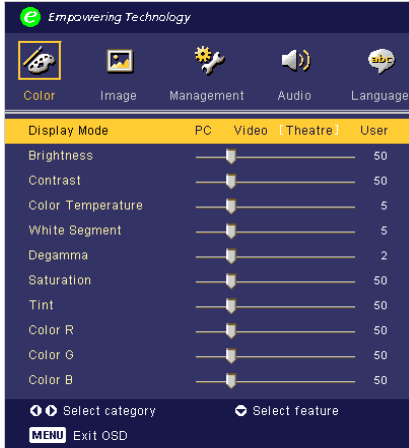 e Empowering Technology
abc
Color Image Management Audio Language
Display Mode PC Video [Theatre] User
Brightness 50
Contrast 50
Color Temperature 5
White Segment 5
Degamma 2
Saturation 50
Tint 50
Color R 50
Color G 50
Color B 50
Select category Select feature
MENU Exit OSD